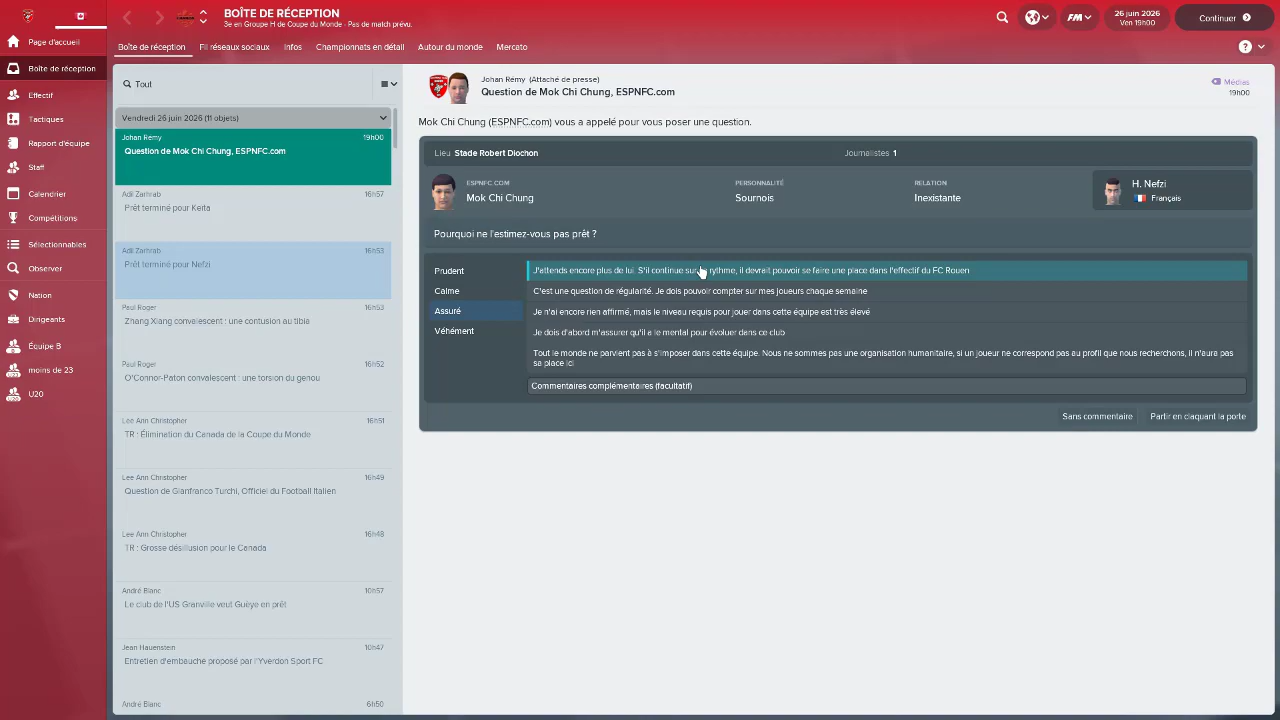 BOÎTE DE RÉCEPTION
3e en Groupe H de Coupe du Monde - Pas de match prévu.
FM
26 juin 2026
Ven 19h00
Continuer
Page d'accueil
Boîte de réception
Effectif
Tactiques
Rapport d'équipe
Staff
Calendrier
Compétitions
Sélectionnables
Observer
Nation
Dirigeants
Équipe B
moins de 23
U20
Boîte de réception
Fil réseaux sociaux
Infos
Championnats en détail
Autour du monde
Mercato
?
Tout
Vendredi 26 juin 2026 (11 objets)
Johan Rémy 19h00
Question de Mok Chi Chung, ESPNFC.com
Adil Zarhrab 16h57
Prêt terminé pour Keita
Adil Zarhrab 16h53
Prêt terminé pour Nefzi
Paul Roger 16h53
Zhang Xiang convalescent : une contusion au tibia
Paul Roger 16h52
O'Connor-Paton convalescent : une torsion du genou
Lee Ann Christopher 16h51
TR : Élimination du Canada de la Coupe du Monde
Lee Ann Christopher 16h49
Question de Gianfranco Turchi, Officiel du Football Italien
Lee Ann Christopher 16h48
TR : Grosse désillusion pour le Canada
André Blanc 10h57
Le club de l'US Granville veut Guèye en prêt
Jean Hauenstein 10h47
Entretien d'embauche proposé par l'Yverdon Sport FC
André Blanc 6h50
Johan Rémy (Attaché de presse)
Question de Mok Chi Chung, ESPNFC.com
Médias
19h00
Mok Chi Chung (ESPNFC.com) vous a appelé pour vous poser une question.
Lieu Stade Robert Diochon
Journalistes 1
ESPNFC.COM
Mok Chi Chung
PERSONNALITÉ
Sournois
RELATION
Inexistante
H. Nefzi
Français
Pourquoi ne l'estimez-vous pas prêt ?
Prudent
Calme
Assuré
Véhément
J'attends encore plus de lui. S'il continue sur ce rythme, il devrait pouvoir se faire une place dans l'effectif du FC Rouen
C'est une question de régularité. Je dois pouvoir compter sur mes joueurs chaque semaine
Je n'ai encore rien affirmé, mais le niveau requis pour jouer dans cette équipe est très élevé
Je dois d'abord m'assurer qu'il a le mental pour évoluer dans ce club
Tout le monde ne parvient pas à s'imposer dans cette équipe. Nous ne sommes pas une organisation humanitaire, si un joueur ne correspond pas au profil que nous recherchons, il n'aura pas
sa place ici
Commentaires complémentaires (facultatif)
Sans commentaire
Partir en claquant la porte